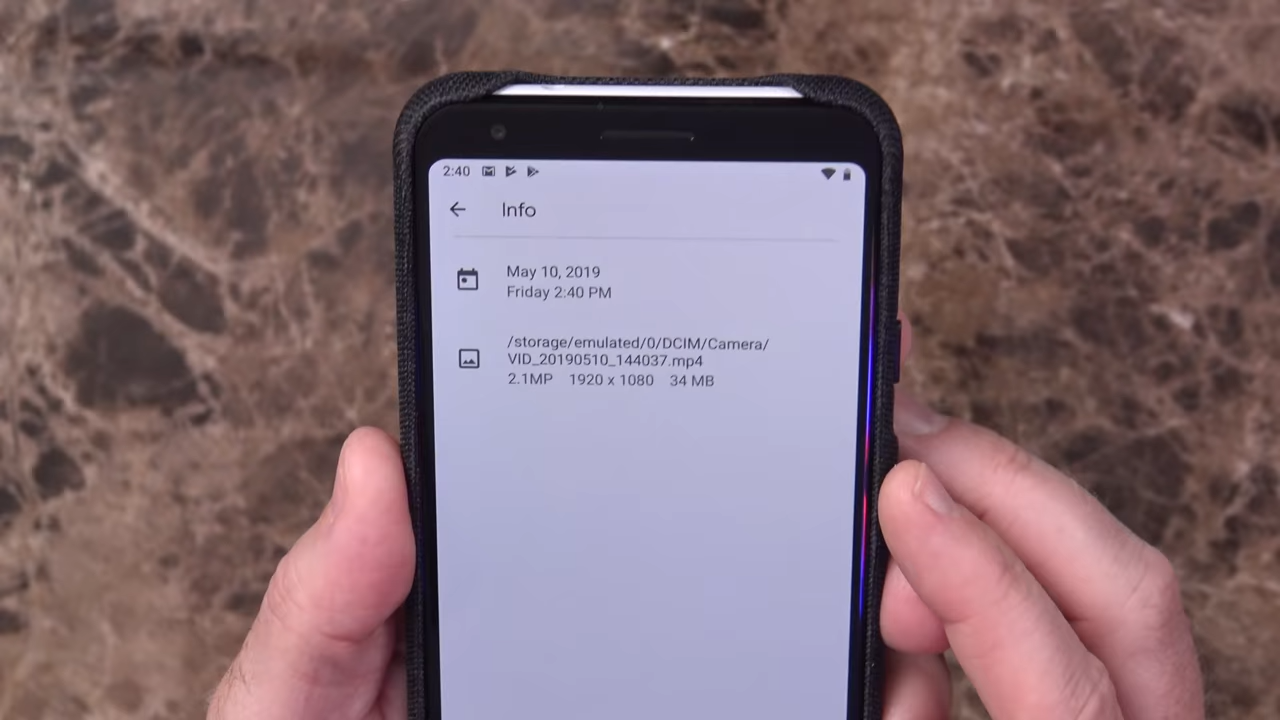 2:40
Info
May 10, 2019
Friday 2:40 PM
/storage/emulated/0/DCIM/Camera/
VID_20190510_144037.mp4
2.1MP 1920 x 1080 34 MB